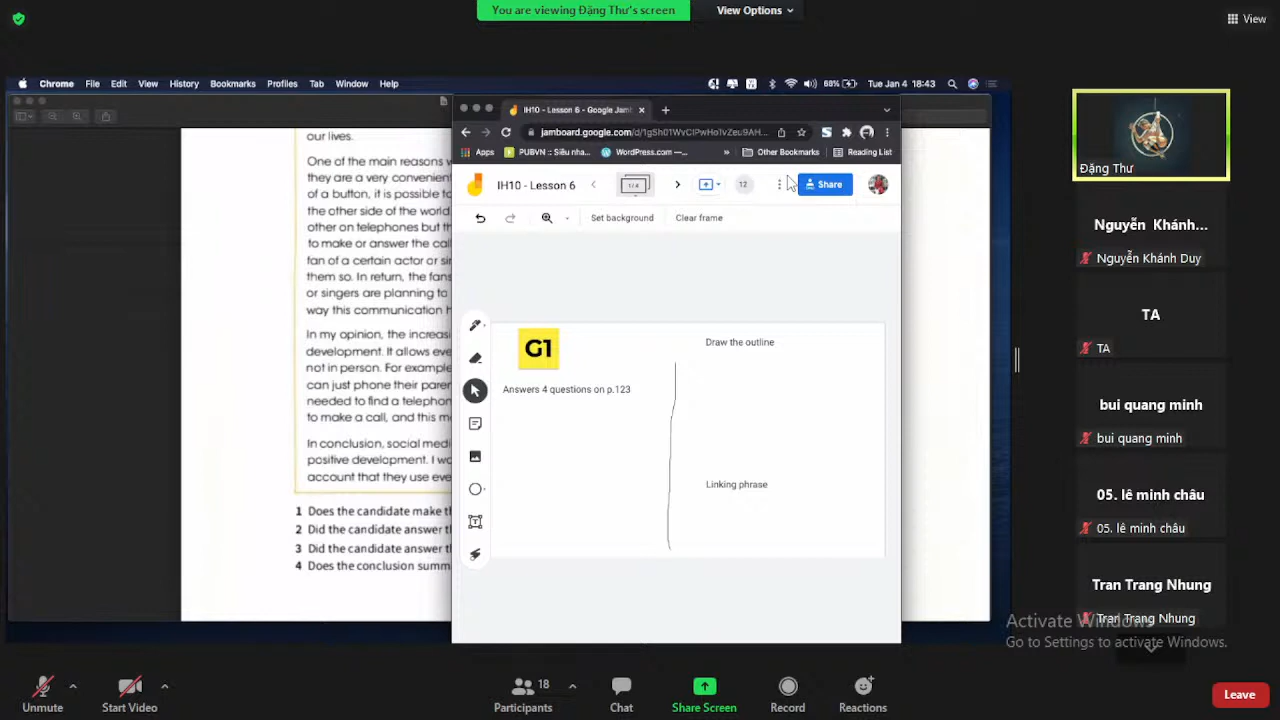 You are viewing Đặng Thư's screen
View Options
View
Chrome File Edit View History Bookmarks Profiles Tab Window Help
68% Tue Jan 4 18:43
IH10 - Lesson 6 - Google Jamb
jamboard.google.com/d/1gSh01WvCIPwHo1vZeu9AH...
Apps PUBVN :: Siêu nha... WordPress.com —... » Other Bookmarks Reading List
IH10 - Lesson 6
1/4
12
Share
Set background Clear frame
G1
Draw the outline
Answers 4 questions on p.123
Linking phrase
our lives.
One of the main reasons
they are a very convenient
of a button, it is possible to
the other side of the world.
other on telephones but th
to make or answer the call
fan of a certain actor or si
them so. In return, the fans
or singers are planning to
way this communication h
In my opinion, the increasi
development. It allows eve
not in person. For example
can just phone their paren
needed to find a telephon
to make a call, and this m
In conclusion, social medi
positive development. I wo
account that they use eve
1 Does the candidate make th
2 Did the candidate answer t
3 Did the candidate answer t
4 Does the conclusion summ
Đặng Thư
Nguyễn Khánh...
Nguyễn Khánh Duy
TA
TA
bui quang minh
bui quang minh
05. lê minh châu
05. lê minh châu
Tran Trang Nhung
Tran Trang Nhung
Activate Windows
Go to Settings to activate Windows.
Unmute
Start Video
18
Participants
Chat
Share Screen
Record
Reactions
Leave